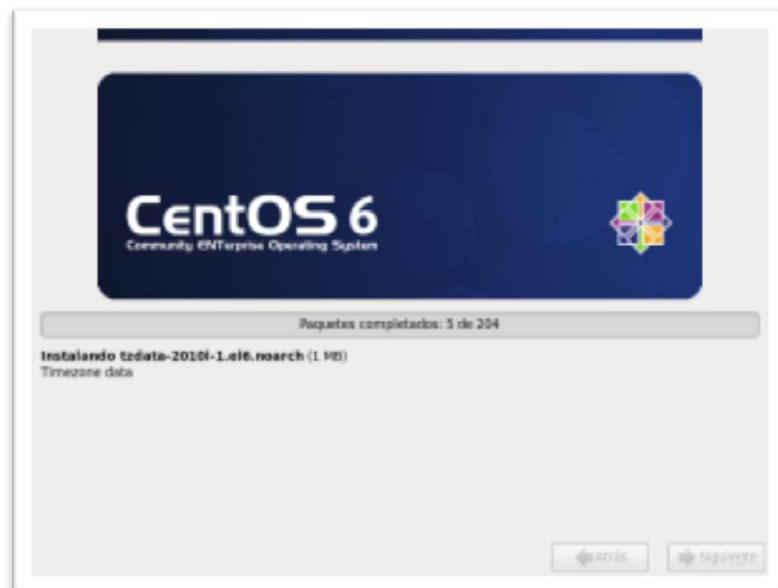 CentOS 6
Community ENTerprise Operating System
Paquetes completados: 5 de 204
Instalando tzdata-2010l-1.el6.noarch (1 MB)
Timezone data
Atrás
Siguiente